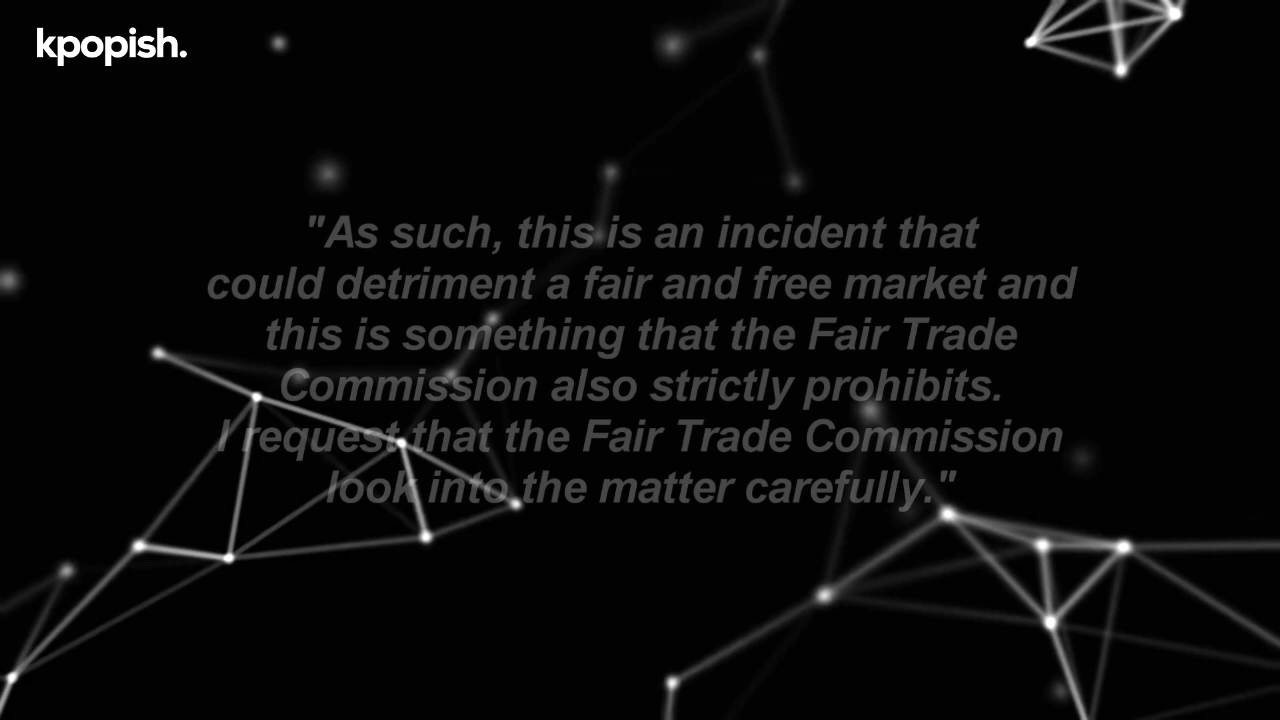 kpopish.
"As such, this is an incident that
could detriment a fair and free market and
this is something that the Fair Trade
Commission also strictly prohibits.
I request that the Fair Trade Commission
look into the matter carefully."